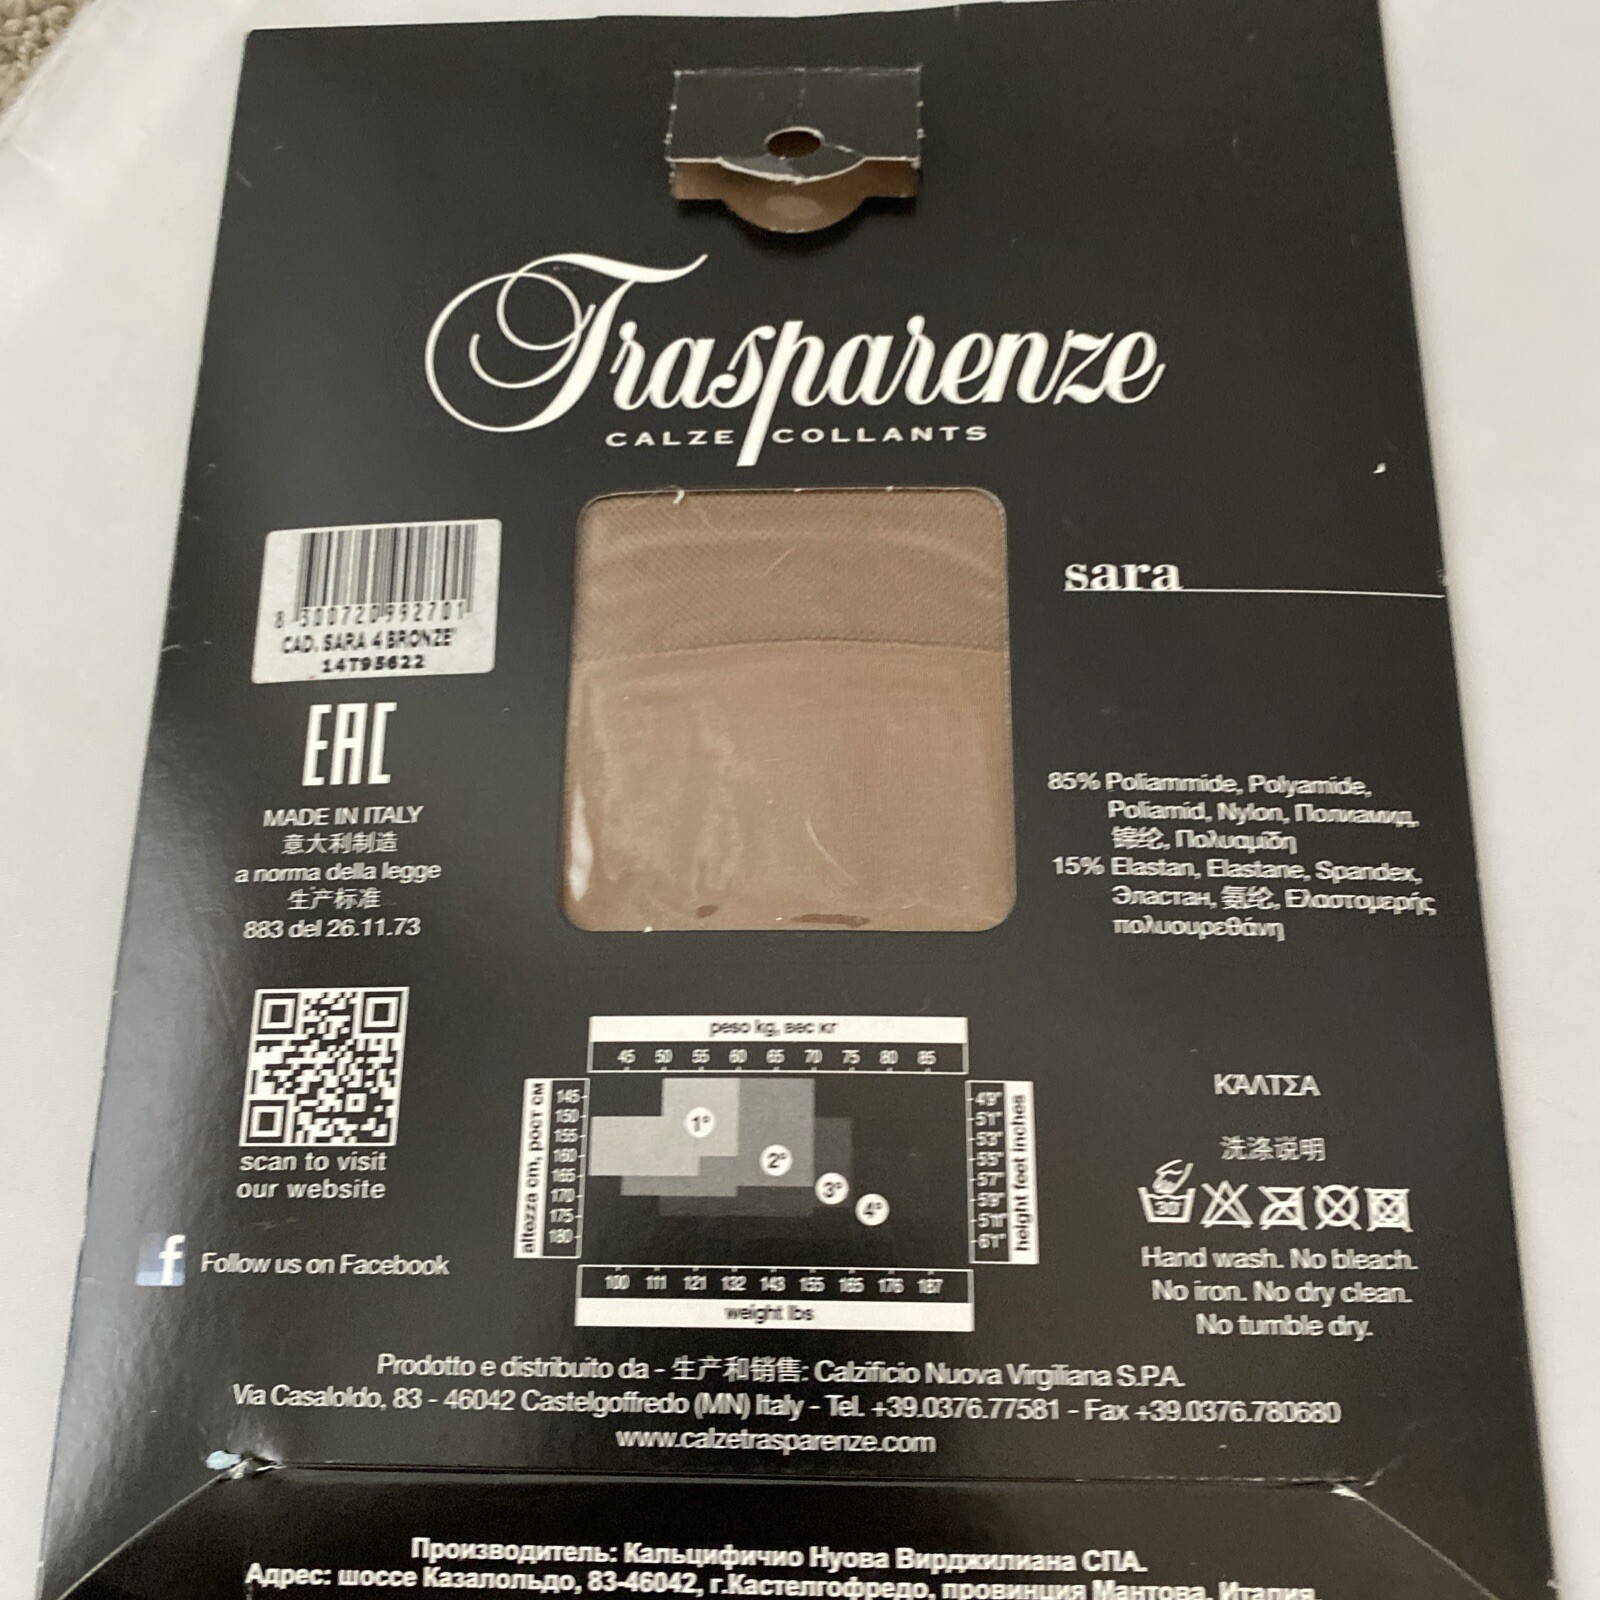 Trasparenze
CALZE COLLANTS
8 300720 992701
CAD. SARA 4 BRONZE'
14T95622
sara
EAC
MADE IN ITALY
意大利制造
a norma della legge
生产标准
883 del 26.11.73
85% Poliammide, Polyamide,
Poliamid, Nylon, Полиамид,
锦纶, Πολυαμίδη
15% Elastan, Elastane, Spandex,
Эластан, 氨纶, Ελαστομερής
πολυουρεθάνη
scan to visit
our website
f Follow us on Facebook
peso kg, вес кг
45 50 55 60 65 70 75 80 85
altezza cm, рост см
145
150
155
160
165
170
175
180
1°
2°
3°
4°
4'9"
5'1"
5'3"
5'5"
5'7"
5'9"
5'11"
6'1"
height feet inches
100 111 121 132 143 155 165 176 187
weight lbs
ΚΆΛΤΣΑ
洗涤说明
30°
Hand wash. No bleach.
No iron. No dry clean.
No tumble dry.
Prodotto e distribuito da - 生产和销售: Calzificio Nuova Virgiliana S.P.A.
Via Casaloldo, 83 - 46042 Castelgoffredo (MN) Italy - Tel. +39.0376.77581 - Fax +39.0376.780680
www.calzetrasparenze.com
Производитель: Кальцифичио Нуова Вирджилиана СПА.
Адрес: шоссе Казалольдо, 83-46042, г.Кастелгофредо, провинция Мантова, Италия.